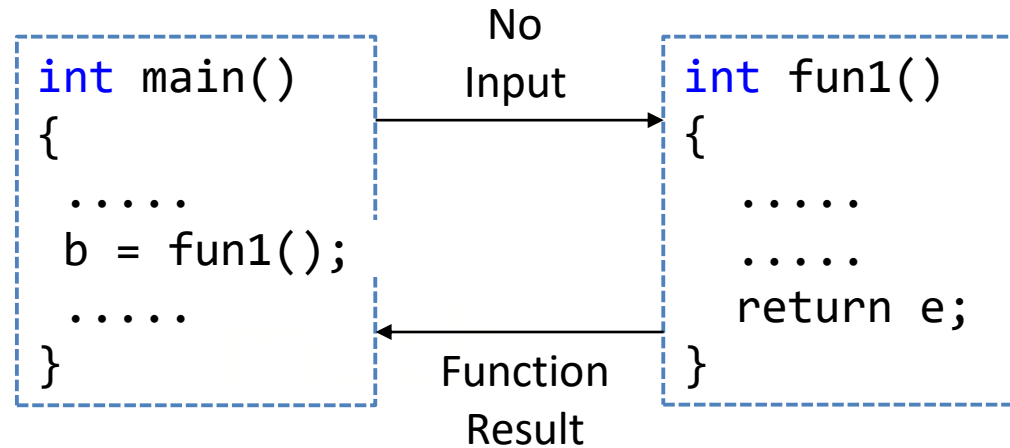 int main()
{
.....
b = fun1();
.....
}
No
Input
Function
Result
int fun1()
{
.....
.....
return e;
}